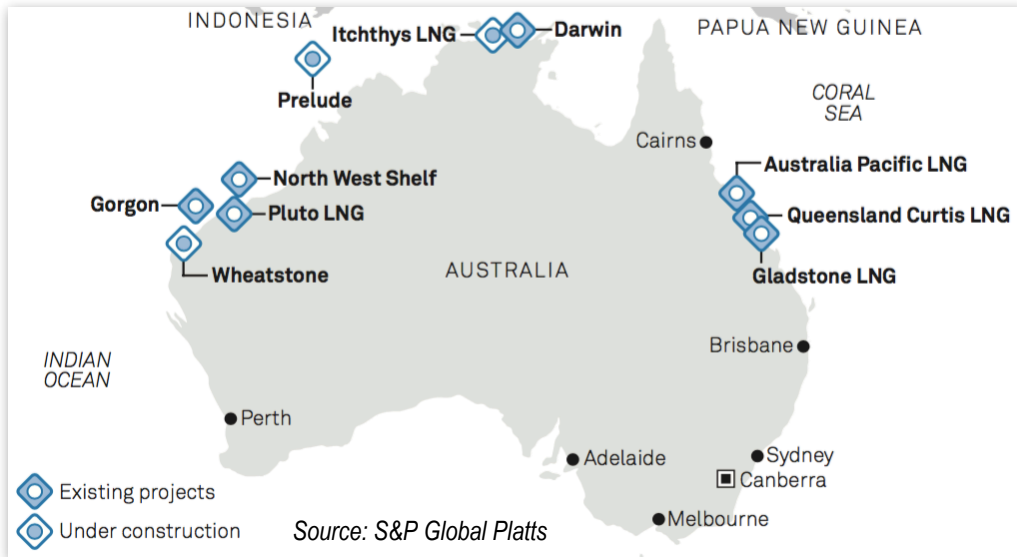 INDONESIA
PAPUA NEW GUINEA
Itchthys LNG
Darwin
Prelude
CORAL
SEA
Cairns
Australia Pacific LNG
North West Shelf
Gorgon
Pluto LNG
Queensland Curtis LNG
Wheatstone
AUSTRALIA
Gladstone LNG
Brisbane
INDIAN
OCEAN
Perth
Adelaide
Sydney
Canberra
Melbourne
Existing projects
Under construction
Source: S&P Global Platts